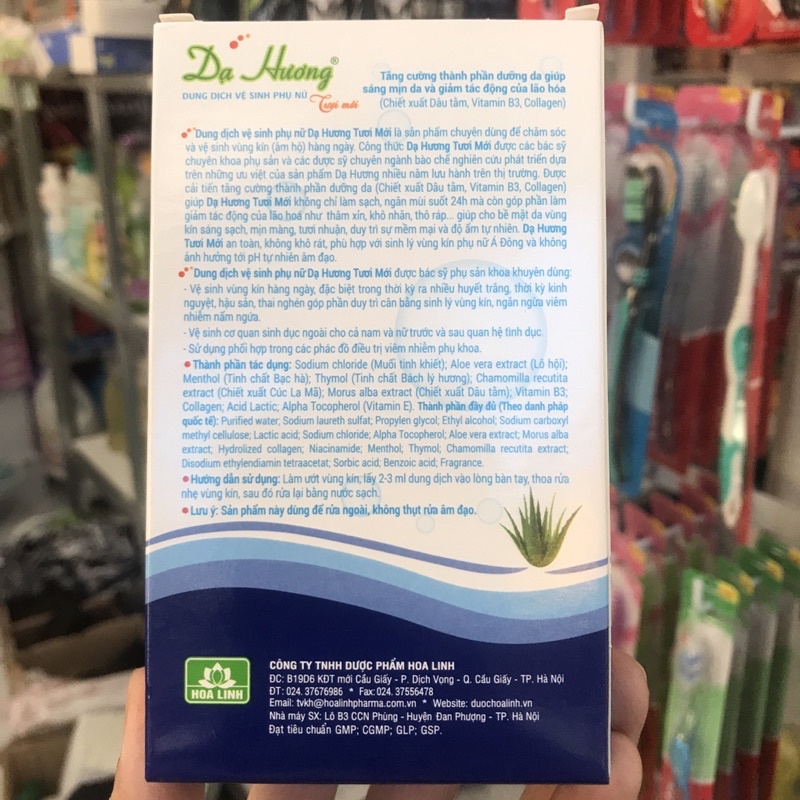 Dạ Hương®
DUNG DỊCH VỆ SINH PHỤ NỮ
Tươi mới
Tăng cường thành phần dưỡng da giúp
sáng mịn da và giảm tác động của lão hóa
(Chiết xuất Dâu tằm, Vitamin B3, Collagen)
Dung dịch vệ sinh phụ nữ Dạ Hương Tươi Mới là sản phẩm chuyên dùng để chăm sóc
và vệ sinh vùng kín (âm hộ) hàng ngày. Công thức Dạ Hương Tươi Mới được các bác sỹ
chuyên khoa phụ sản và các dược sỹ chuyên ngành bào chế nghiên cứu phát triển dựa
trên những ưu việt của sản phẩm Dạ Hương nhiều năm lưu hành trên thị trường. Được
cải tiến tăng cường thành phần dưỡng da (Chiết xuất Dâu tằm, Vitamin B3, Collagen)
giúp Dạ Hương Tươi Mới không chỉ làm sạch, ngăn mùi suốt 24h mà còn góp phần làm
giảm tác động của lão hoá như thâm xỉn, khô nhăn, thô ráp... giúp cho bề mặt da vùng
kín sáng sạch, mịn màng, tươi nhuận, duy trì sự mềm mại và độ ẩm tự nhiên. Dạ Hương
Tươi Mới an toàn, không khô rát, phù hợp với sinh lý vùng kín phụ nữ Á Đông và không
ảnh hưởng tới pH tự nhiên âm đạo.
Dung dịch vệ sinh phụ nữ Dạ Hương Tươi Mới được bác sỹ phụ sản khoa khuyên dùng:
- Vệ sinh vùng kín hàng ngày, đặc biệt trong thời kỳ ra nhiều huyết trắng, thời kỳ kinh
nguyệt, hậu sản, thai nghén góp phần duy trì cân bằng sinh lý vùng kín, ngăn ngừa viêm
nhiễm nấm ngứa.
- Vệ sinh cơ quan sinh dục ngoài cho cả nam và nữ trước và sau quan hệ tình dục.
- Sử dụng phối hợp trong các phác đồ điều trị viêm nhiễm phụ khoa.
Thành phần tác dụng: Sodium chloride (Muối tinh khiết); Aloe vera extract (Lô hội);
Menthol (Tinh chất Bạc hà); Thymol (Tinh chất Bách lý hương); Chamomilla recutita
extract (Chiết xuất Cúc La Mã); Morus alba extract (Chiết xuất Dâu tằm); Vitamin B3;
Collagen; Acid Lactic; Alpha Tocopherol (Vitamin E). Thành phần đầy đủ (Theo danh pháp
quốc tế): Purified water; Sodium laureth sulfat; Propylen glycol; Ethyl alcohol; Sodium carboxyl
methyl cellulose; Lactic acid; Sodium chloride; Alpha Tocopherol; Aloe vera extract; Morus alba
extract; Hydrolized collagen; Niacinamide; Menthol; Thymol; Chamomilla recutita extract;
Disodium ethylendiamin tetraacetat; Sorbic acid; Benzoic acid; Fragrance.
Hướng dẫn sử dụng: Làm ướt vùng kín, lấy 2-3 ml dung dịch vào lòng bàn tay, thoa rửa
nhẹ vùng kín, sau đó rửa lại bằng nước sạch.
Lưu ý: Sản phẩm này dùng để rửa ngoài, không thụt rửa âm đạo.
HOA LINH
CÔNG TY TNHH DƯỢC PHẨM HOA LINH
ĐC: B19D6 KĐT mới Cầu Giấy - P. Dịch Vọng - Q. Cầu Giấy - TP. Hà Nội
ĐT: 024. 37676986 * Fax: 024. 37556478
Email: tvkh@hoalinhpharma.com.vn * Website: duochoalinh.vn
Nhà máy SX: Lô B3 CCN Phùng - Huyện Đan Phượng - TP. Hà Nội
Đạt tiêu chuẩn GMP; CGMP; GLP; GSP.